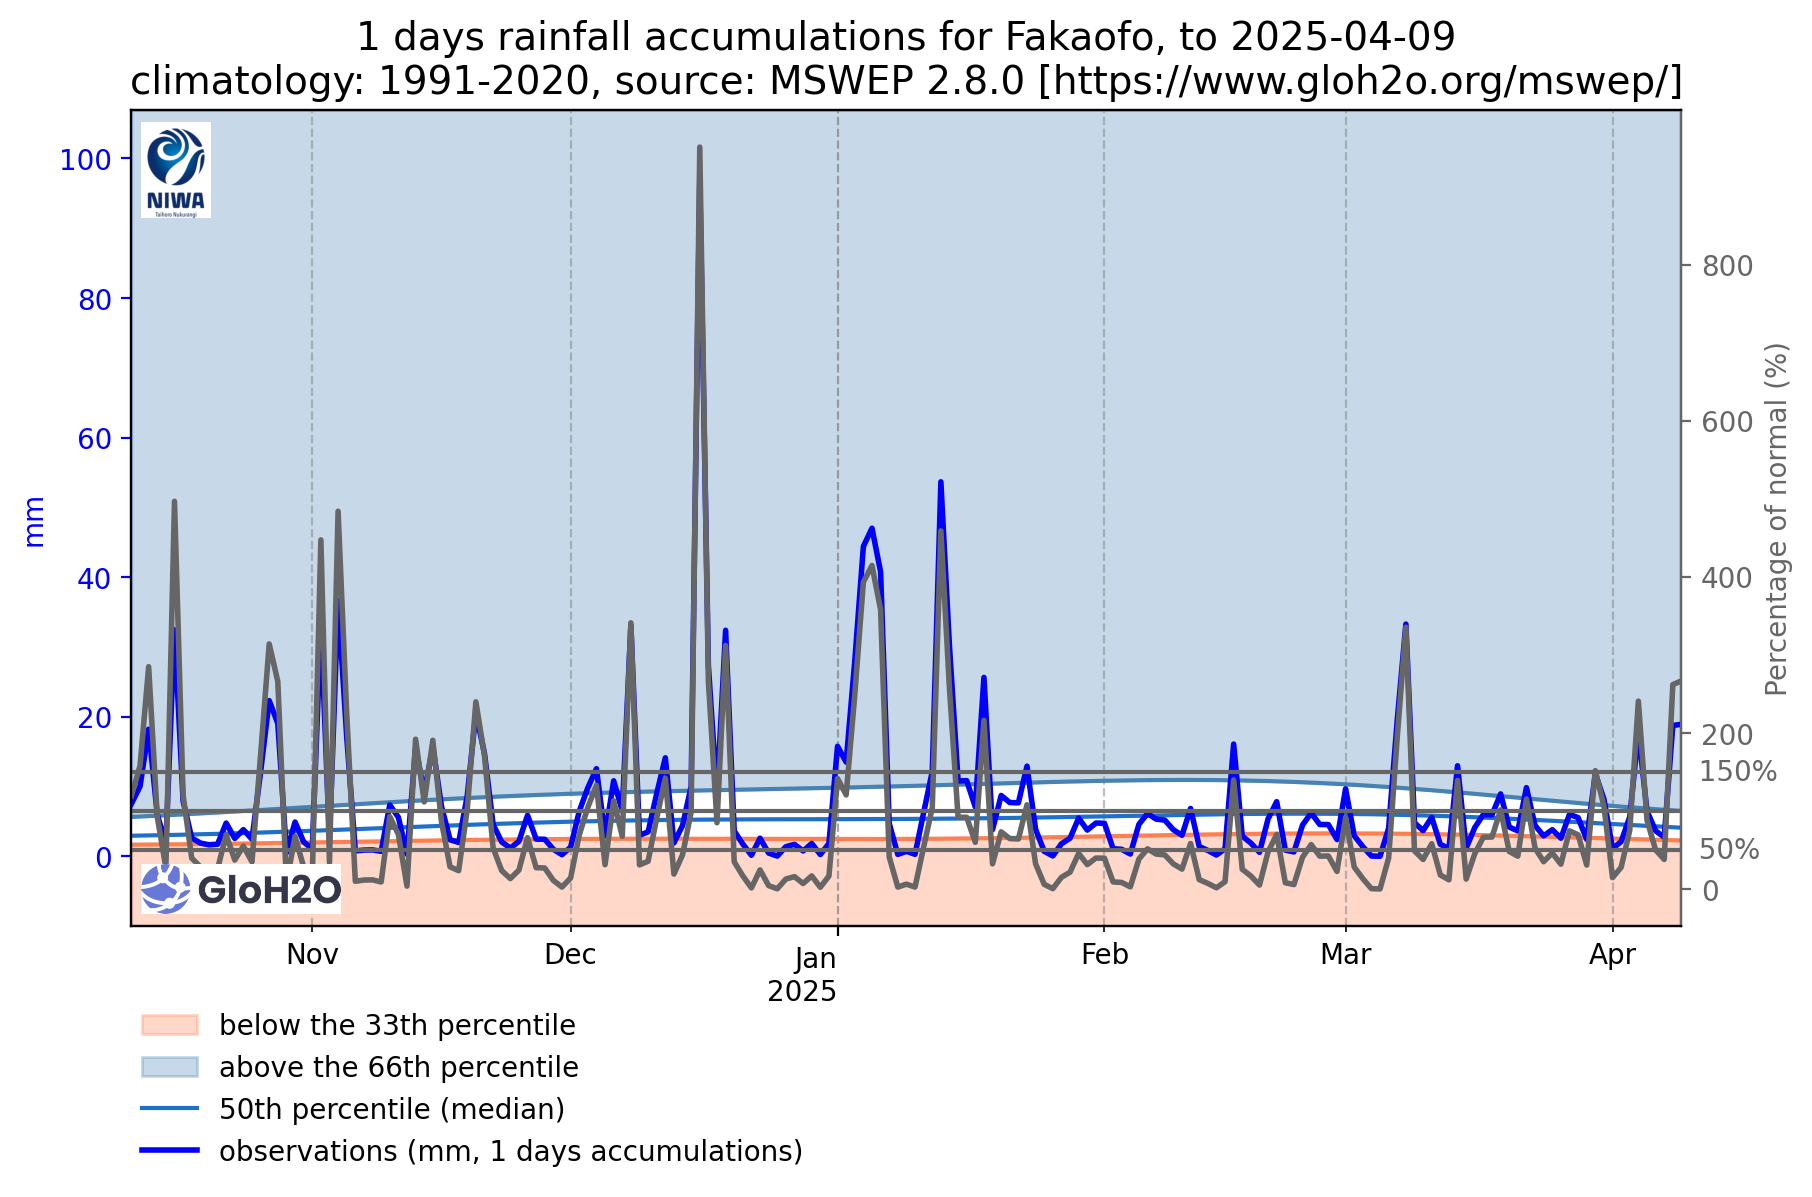 1 days rainfall accumulations for Fakaofo, to 2025-04-09
climatology: 1991-2020, source: MSWEP 2.8.0 [https://www.gloh2o.org/mswep/]
NIWA
Taihoro Nukurangi
100
80
60
40
20
0
mm
800
600
400
200
150%
50%
0
Percentage of normal (%)
GloH2O
Nov
Dec
Jan
2025
Feb
Mar
Apr
below the 33th percentile
above the 66th percentile
50th percentile (median)
observations (mm, 1 days accumulations)